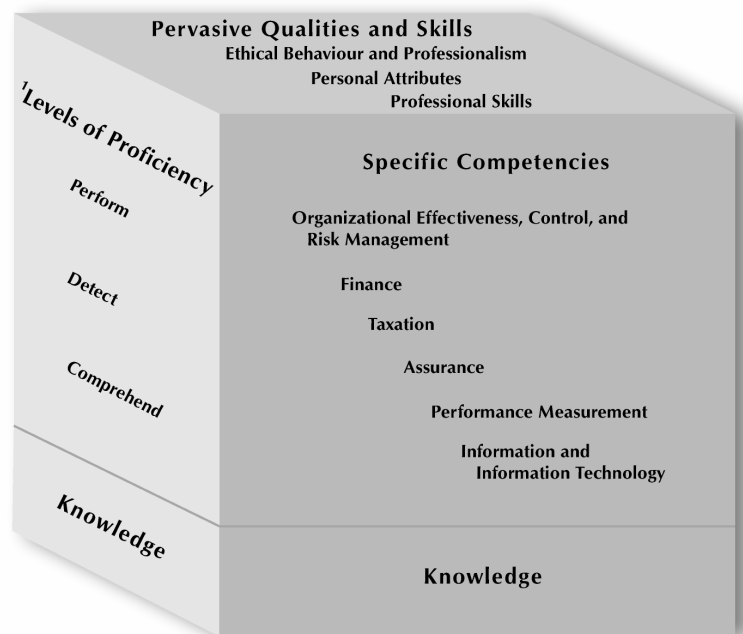 Pervasive Qualities and Skills
Ethical Behaviour and Professionalism
Personal Attributes
Professional Skills
1Levels of Proficiency
Perform
Detect
Comprehend
Knowledge
Specific Competencies
Organizational Effectiveness, Control, and
Risk Management
Finance
Taxation
Assurance
Performance Measurement
Information and
Information Technology
Knowledge